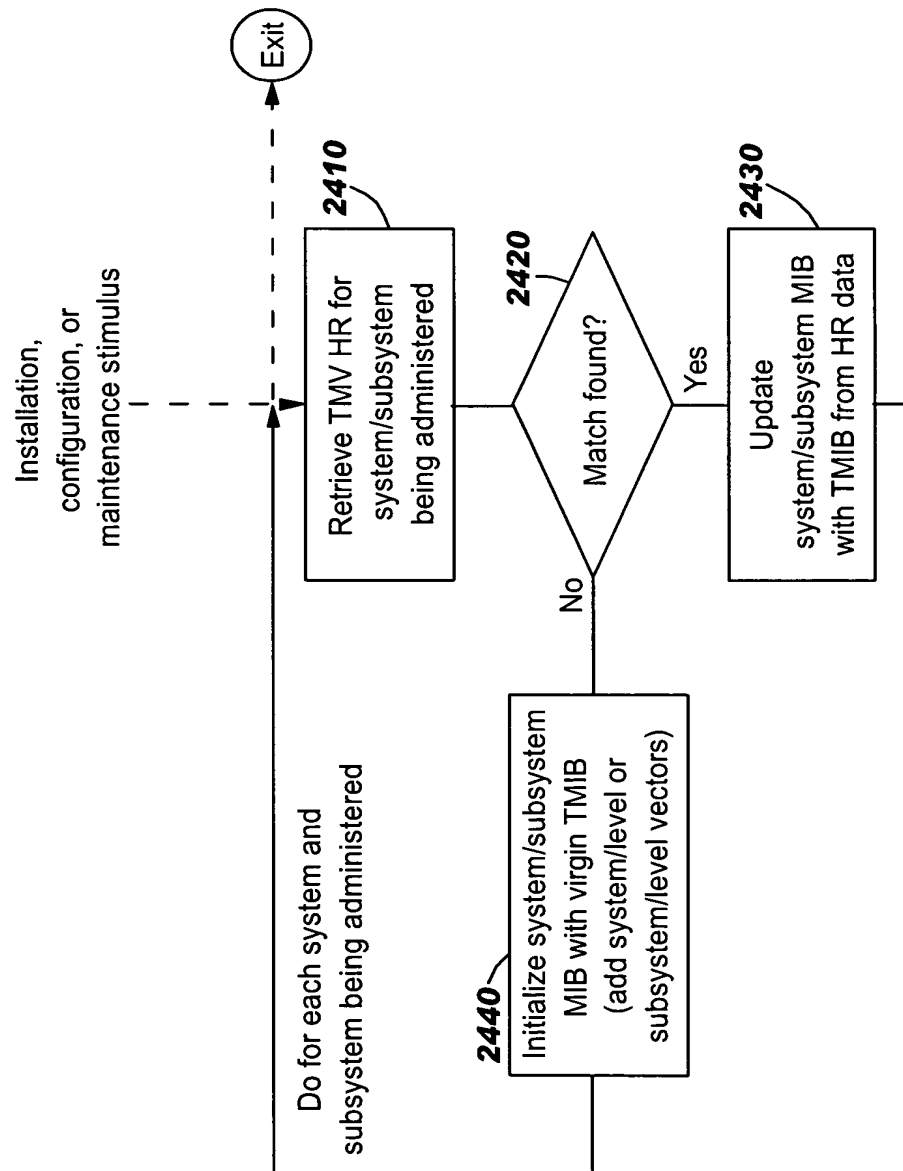 Installation,
configuration, or
maintenance stimulus
Exit
Do for each system and
subsystem being administered
2410
Retrieve TMV HR for
system/subsystem
being administered
2420
Match found?
No
Yes
2440
Initialize system/subsystem
MIB with virgin TMIB
(add system/level or
subsystem/level vectors)
2430
Update
system/subsystem MIB
with TMIB from HR data